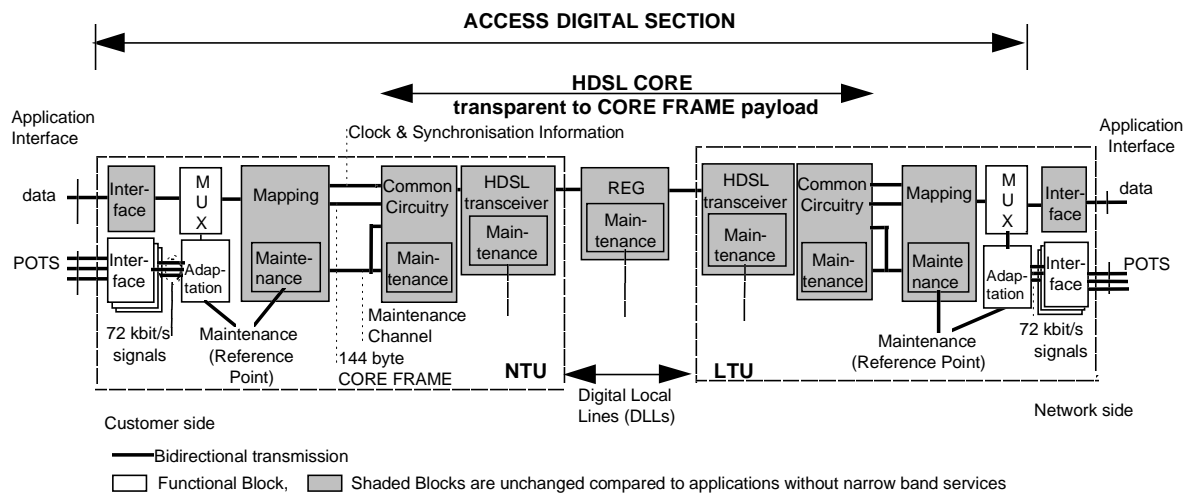 ACCESS DIGITAL SECTION
HDSL CORE
transparent to CORE FRAME payload
Application
Interface
Clock & Synchronisation Information
Application
Interface
data
Inter-
face
M
U
X
Mapping
Common
Circuitry
HDSL
transceiver
REG
HDSL
transceiver
Common
Circuitry
Mapping
M
U
X
Inter-
face
data
POTS
Inter-
face
Adap-
tation
Mainte-
nance
Main-
tenance
Main-
tenance
Main-
tenance
Main-
tenance
Main-
tenance
Mainte
nance
Adap-
tation
Inter-
face
POTS
72 kbit/s
signals
Maintenance
(Reference
Point)
Maintenance
Channel
144 byte
CORE FRAME
NTU
LTU
Digital Local
Lines (DLLs)
Maintenance
(Reference Point)
72 kbit/s
signals
Customer side
Network side
Bidirectional transmission
Functional Block,
Shaded Blocks are unchanged compared to applications without narrow band services